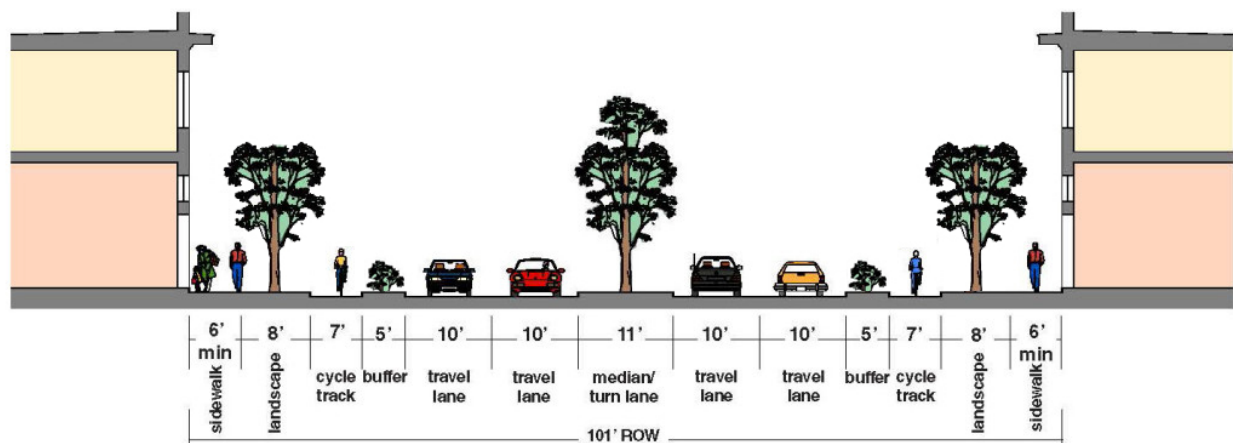 6' 8' 7' 5' 10' 10' 11' 10' 10' 5' 7' 8' 6'
min min
sidewalk
landscape
cycle track
buffer
travel lane
travel lane
median/ turn lane
travel lane
travel lane
buffer
cycle track
landscape
sidewalk
101' ROW